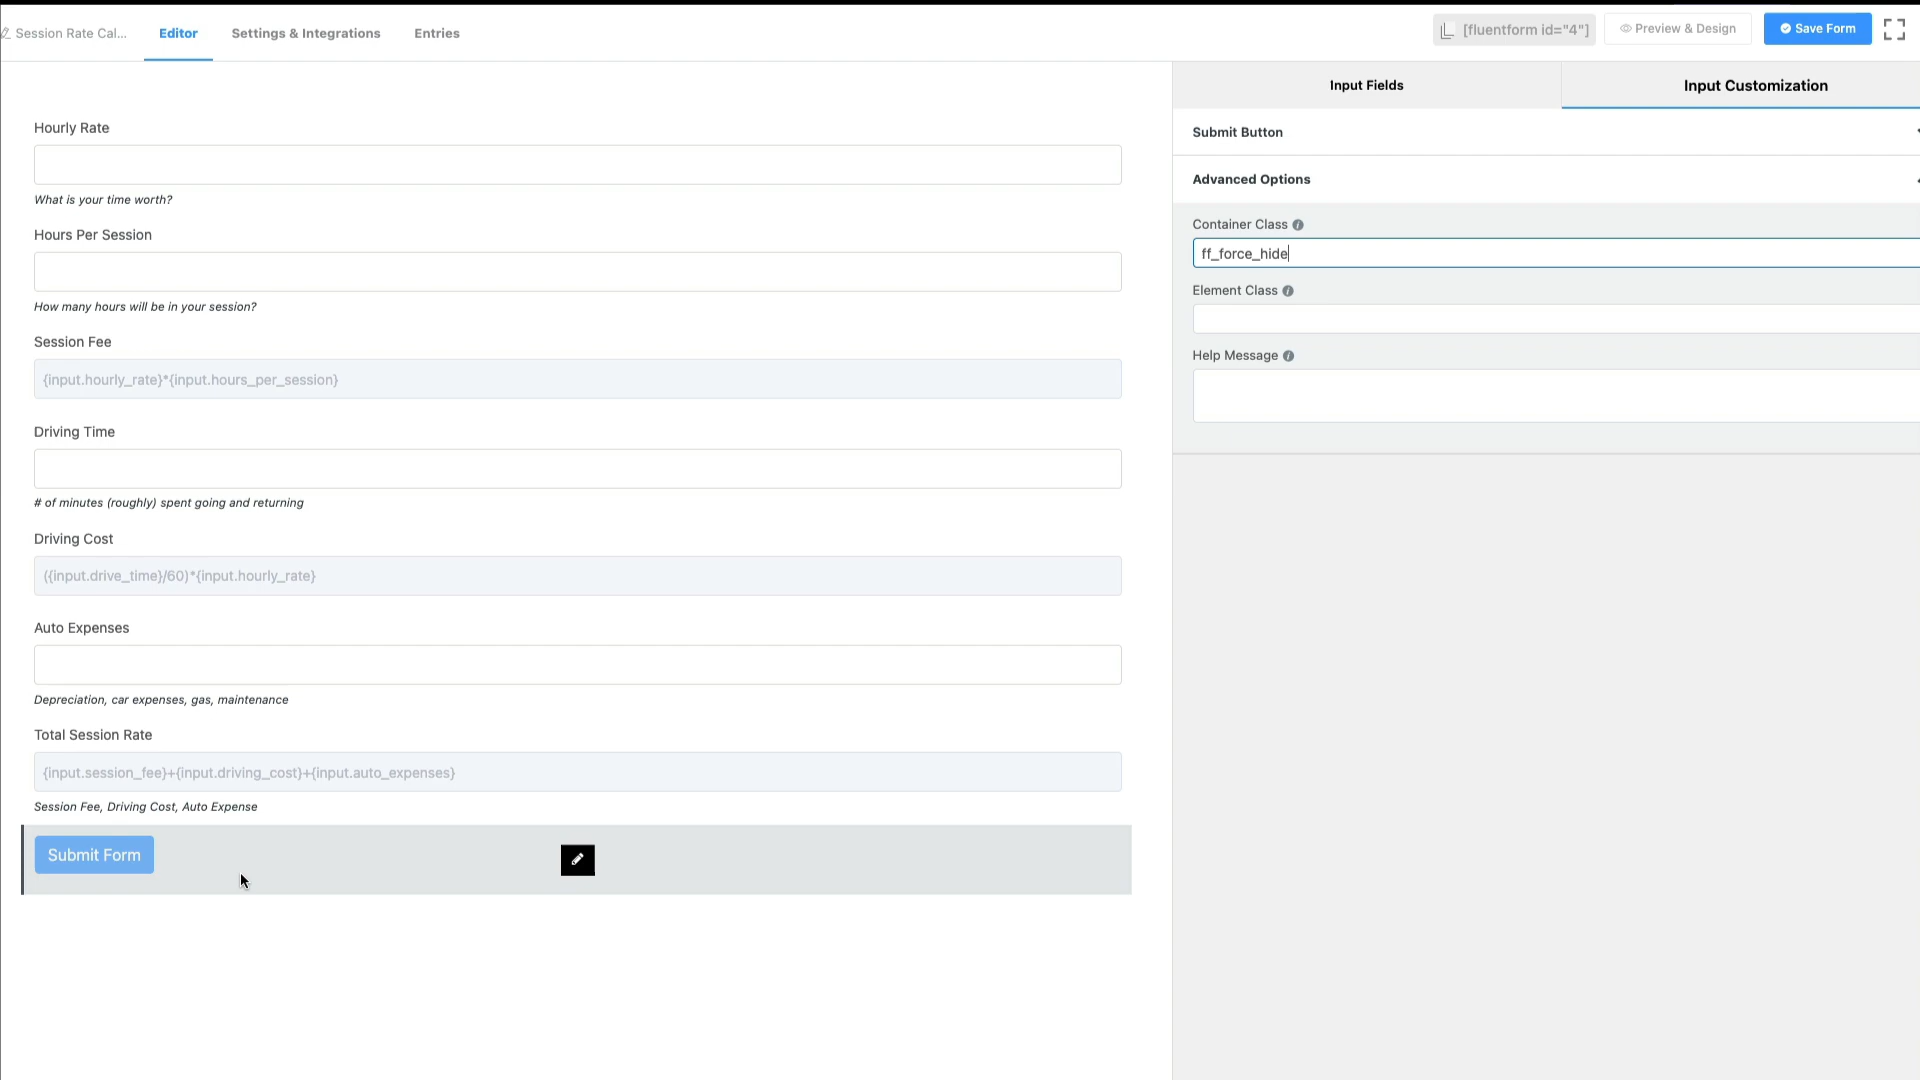 Session Rate Cal...
Editor
Settings & Integrations
Entries
[fluentform id="4"]
Preview & Design
Save Form
Input Fields
Input Customization
Hourly Rate
What is your time worth?
Hours Per Session
How many hours will be in your session?
Session Fee
{input.hourly_rate}*{input.hours_per_session}
Driving Time
# of minutes (roughly) spent going and returning
Driving Cost
({input.drive_time}/60)*{input.hourly_rate}
Auto Expenses
Depreciation, car expenses, gas, maintenance
Total Session Rate
{input.session_fee}+{input.driving_cost}+{input.auto_expenses}
Session Fee, Driving Cost, Auto Expense
Submit Form
Submit Button
Advanced Options
Container Class
ff_force_hide
Element Class
Help Message